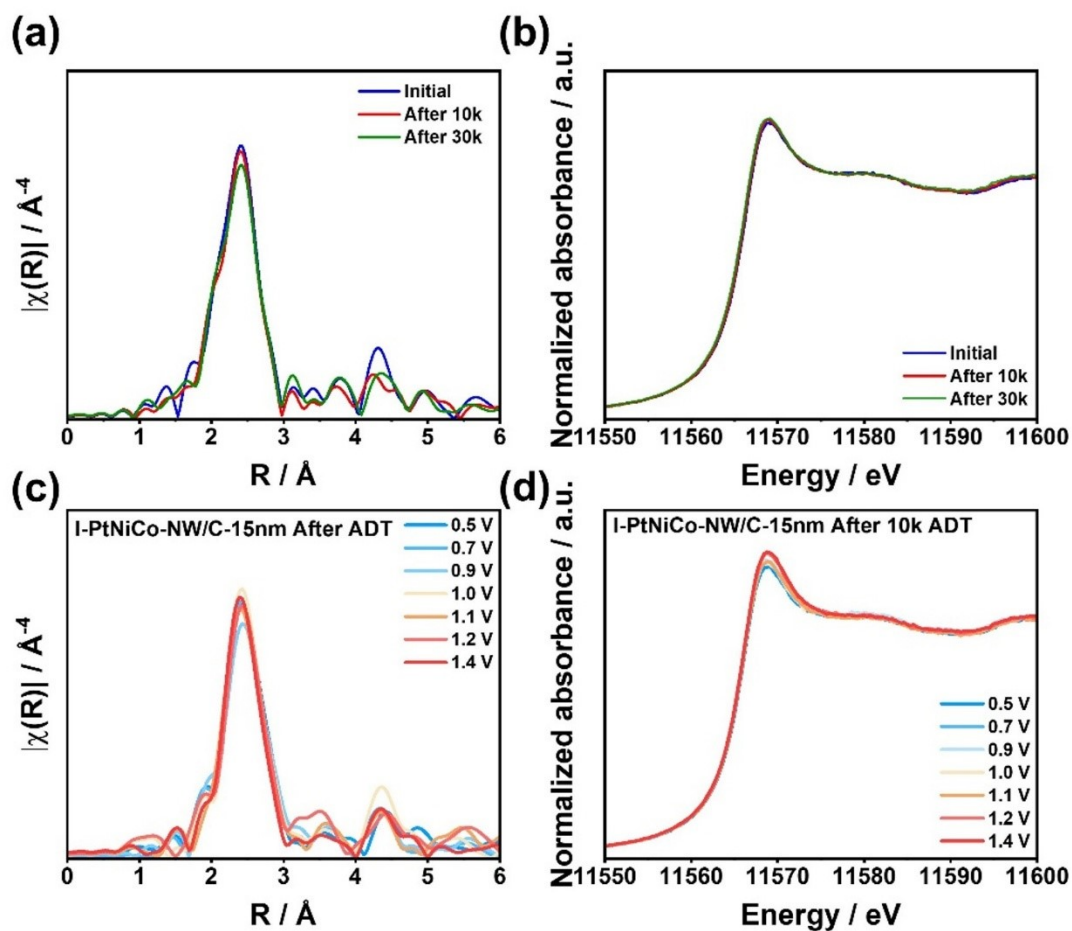 (a)
|χ(R)| / Å-4
Initial
After 10k
After 30k
0 1 2 3 4 5 6
R / Å
(b)
Normalized absorbance / a.u.
Initial
After 10k
After 30k
11550 11560 11570 11580 11590 11600
Energy / eV
(c)
|χ(R)| / Å-4
I-PtNiCo-NW/C-15nm After ADT
0.5 V
0.7 V
0.9 V
1.0 V
1.1 V
1.2 V
1.4 V
0 1 2 3 4 5 6
R / Å
(d)
Normalized absorbance / a.u.
I-PtNiCo-NW/C-15nm After 10k ADT
0.5 V
0.7 V
0.9 V
1.0 V
1.1 V
1.2 V
1.4 V
11550 11560 11570 11580 11590 11600
Energy / eV